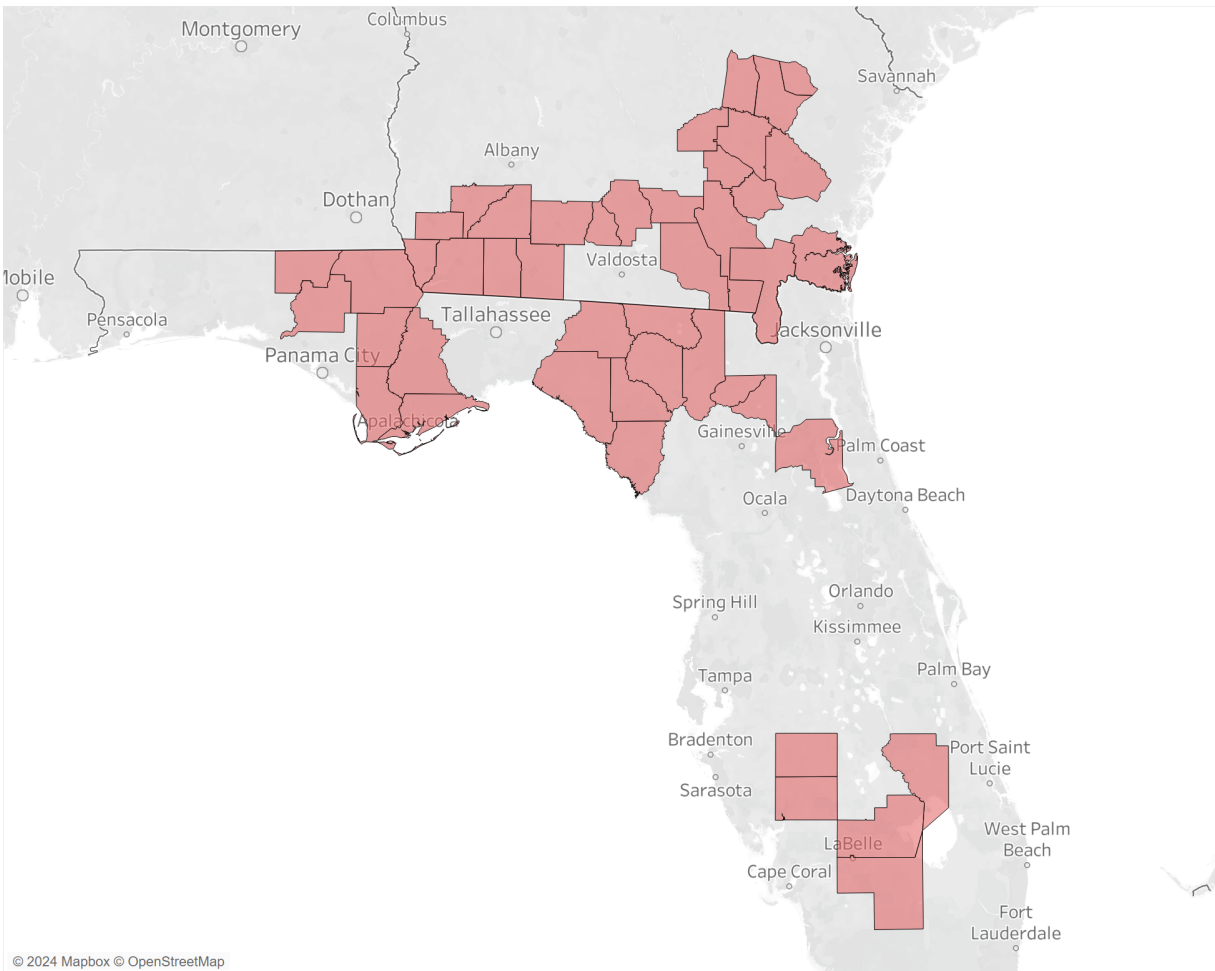 Columbus
Montgomery
Savannah
Albany
Dothan
Valdosta
Mobile
Pensacola
Tallahassee
Jacksonville
Panama City
Apalachicola
Gainesville
Palm Coast
Ocala
Daytona Beach
Orlando
Spring Hill
Kissimmee
Palm Bay
Tampa
Bradenton
Port Saint
Lucie
Sarasota
West Palm
Beach
LaBelle
Cape Coral
Fort
Lauderdale
© 2024 Mapbox © OpenStreetMap